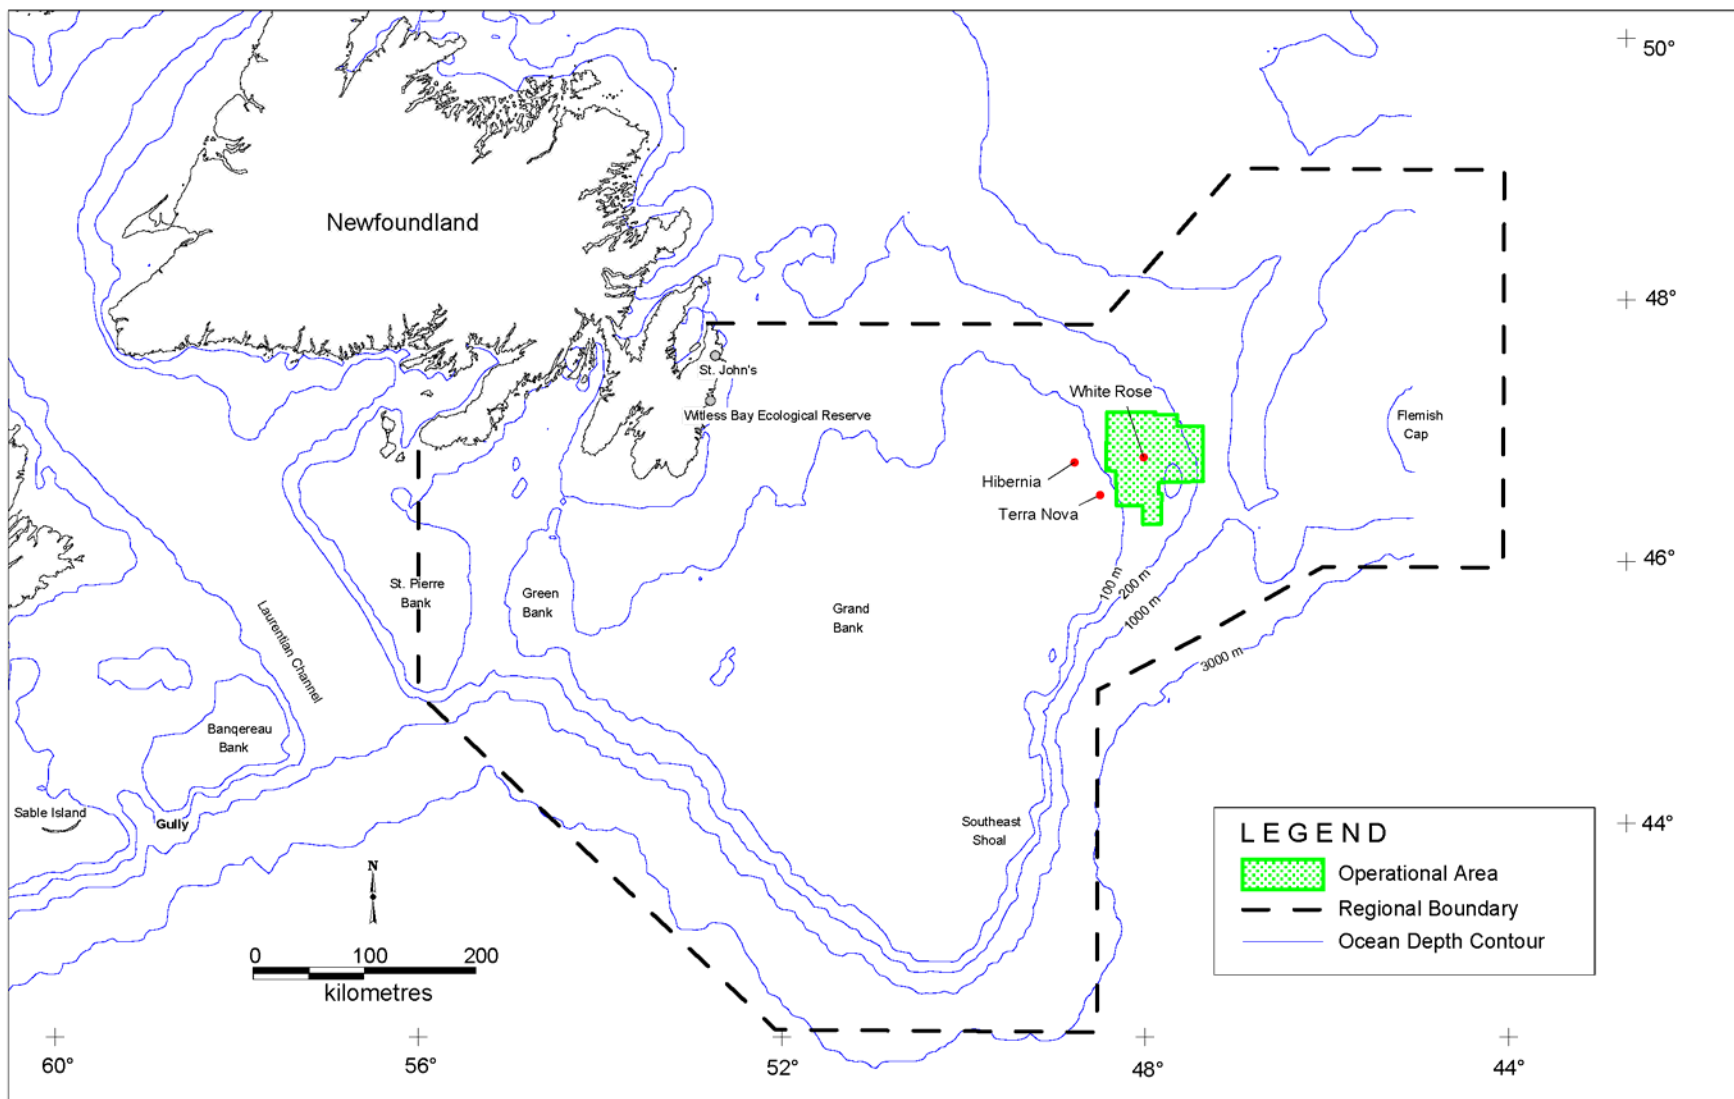 50°
Newfoundland
48°
St. John's
White Rose
Witless Bay Ecological Reserve
Flemish
Cap
Hibernia
Terra Nova
46°
St. Pierre
Bank
Green
Bank
Grand
Bank
100 m
200 m
1000 m
3000 m
Laurentian Channel
Banqereau
Bank
Sable Island
Gully
Southeast
Shoal
44°
LEGEND
Operational Area
Regional Boundary
Ocean Depth Contour
N
0 100 200
kilometres
60° 56° 52° 48° 44°